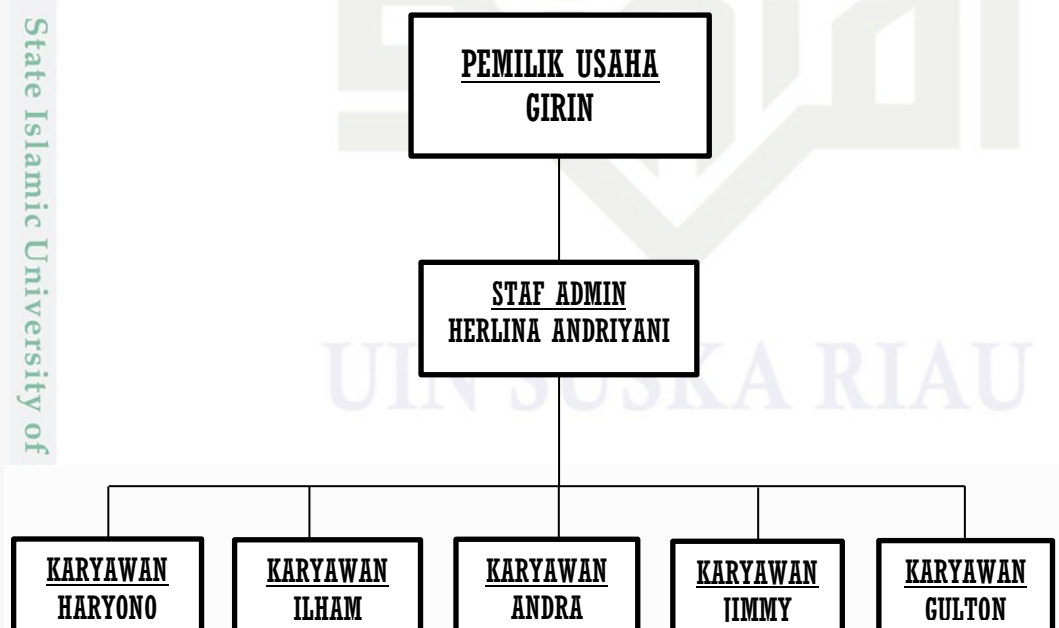 State Islamic University of
PEMILIK USAHA
GIRIN
STAF ADMIN
HERLINA ANDRIYANI
UIN SUSKA RIAU
KARYAWAN
HARYONO
KARYAWAN
ILHAM
KARYAWAN
ANDRA
KARYAWAN
JIMMY
KARYAWAN
GULTON